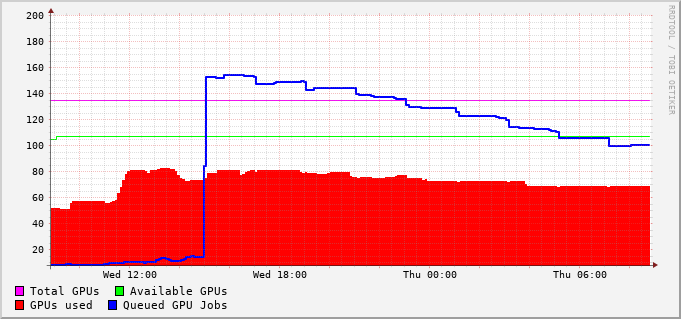 200
180
160
140
120
100
80
60
40
20
Wed 12:00 Wed 18:00 Thu 00:00 Thu 06:00
Total GPUs Available GPUs
GPUs used Queued GPU Jobs
RRDTOOL / TOBI OETIKER